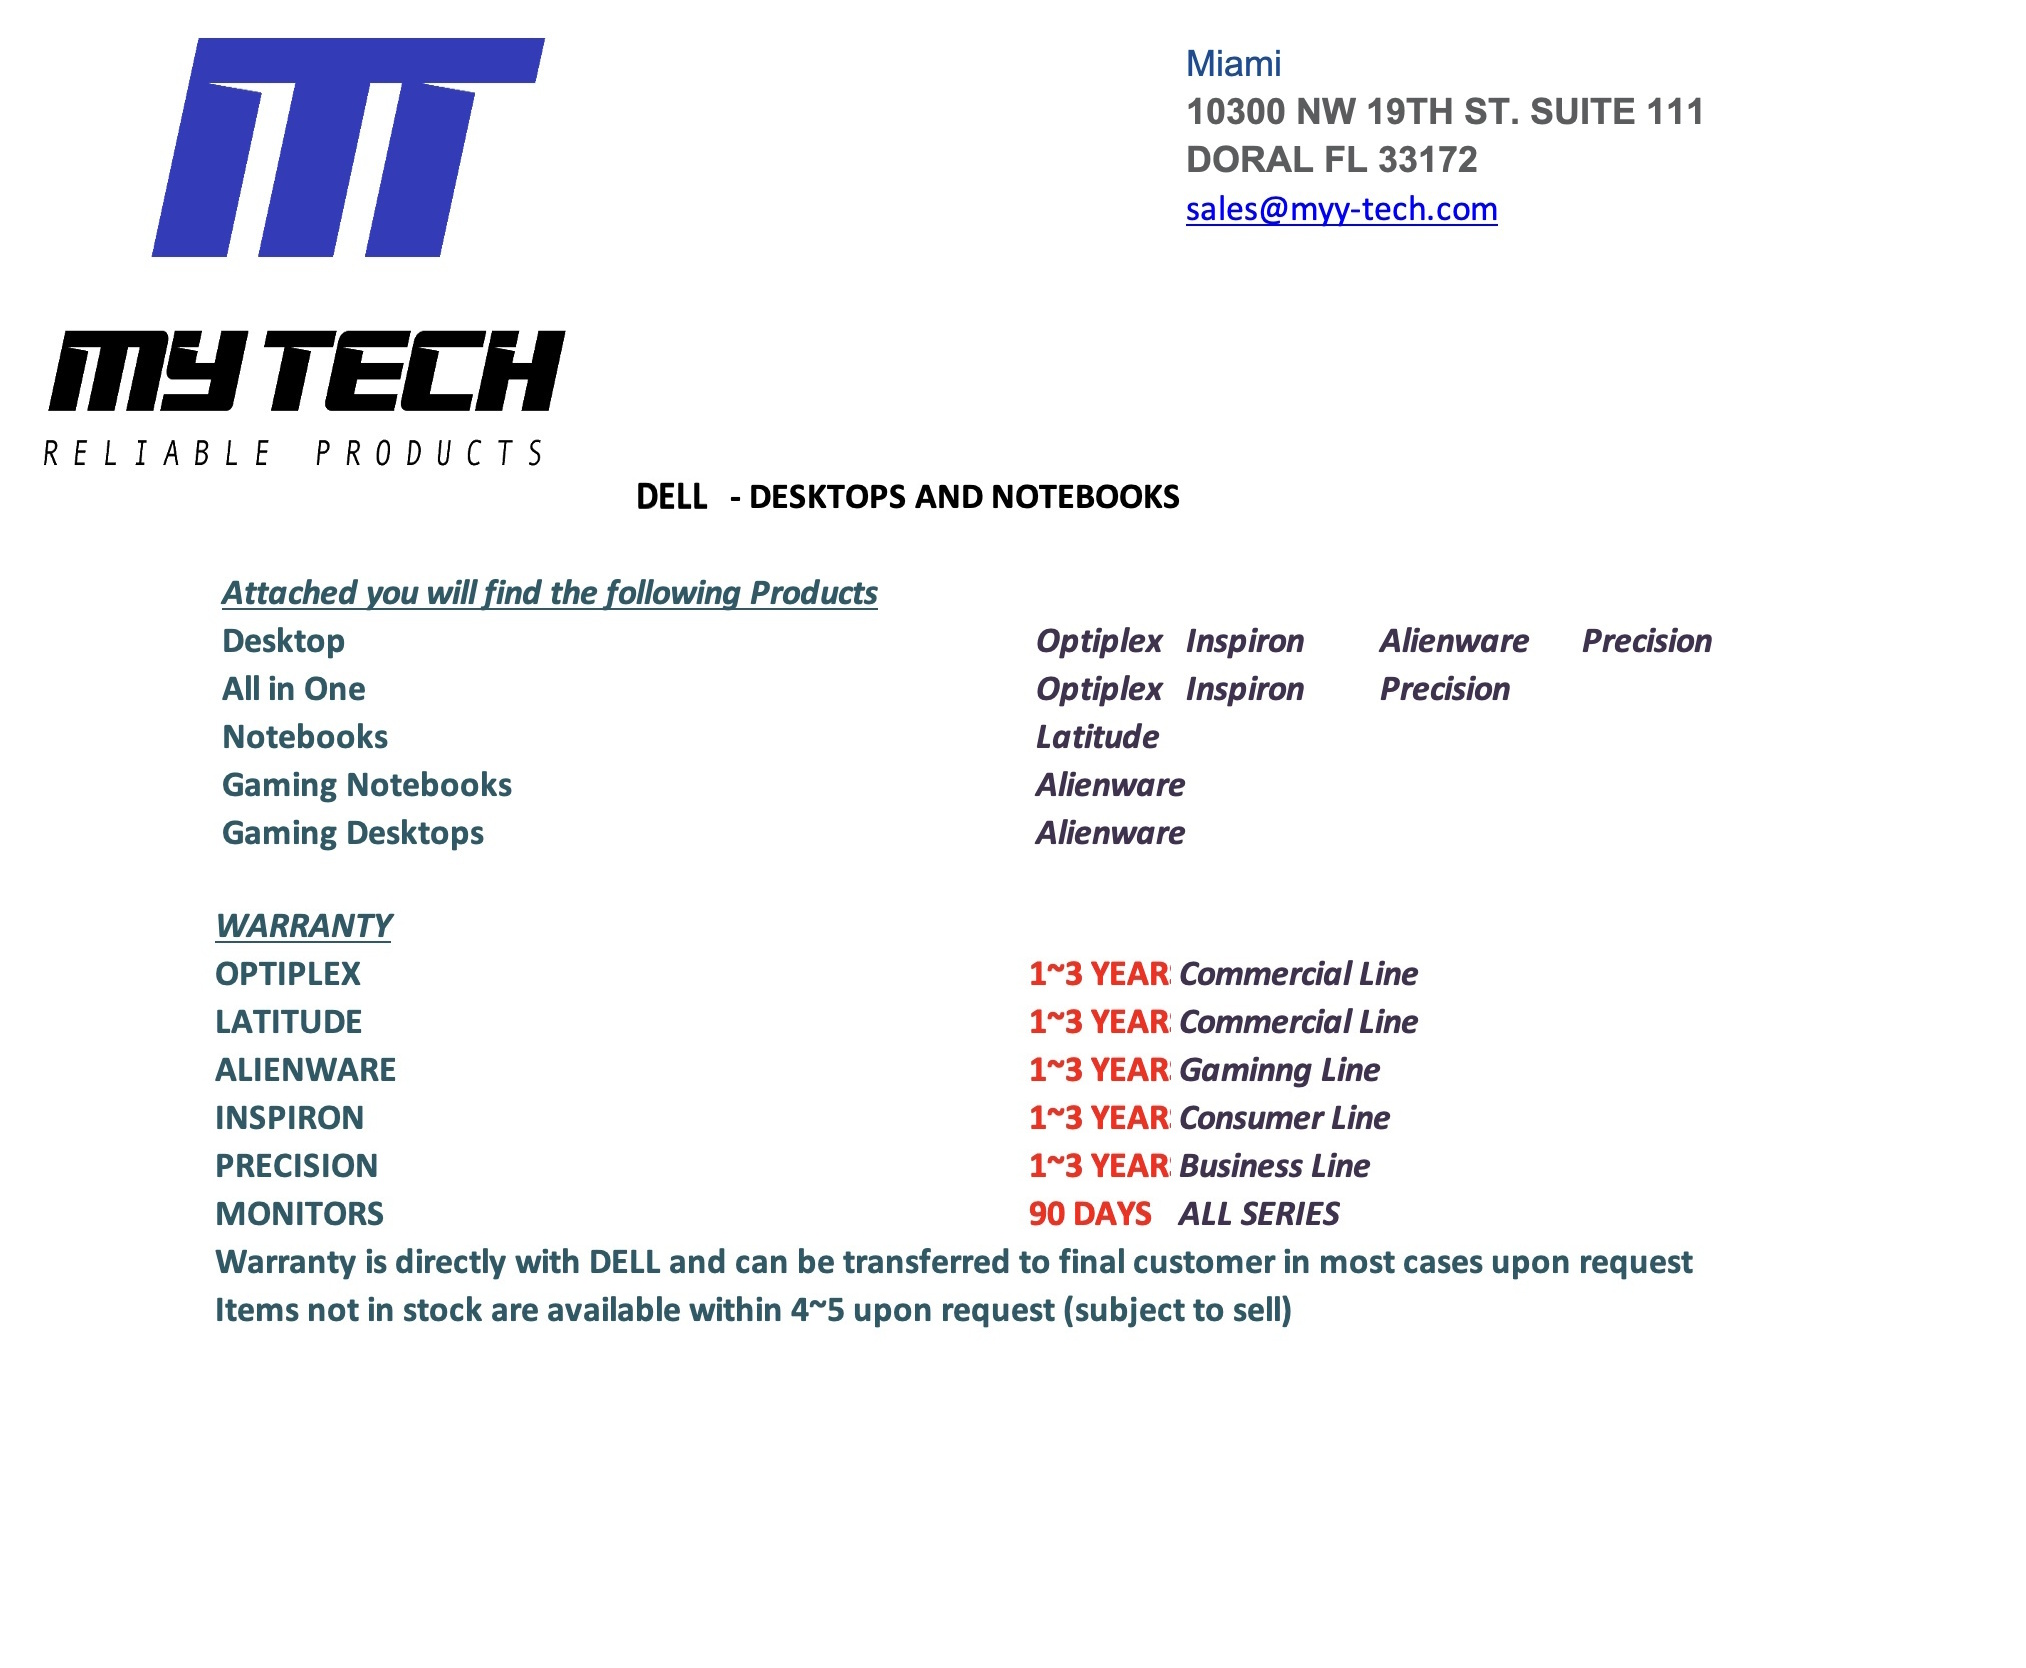 Miami
10300 NW 19TH ST. SUITE 111
DORAL FL 33172
sales@myy-tech.com
MY TECH
RELIABLE PRODUCTS
DELL - DESKTOPS AND NOTEBOOKS
Attached you will find the following Products
Desktop Optiplex Inspiron Alienware Precision
All in One Optiplex Inspiron Precision
Notebooks Latitude
Gaming Notebooks Alienware
Gaming Desktops Alienware
WARRANTY
OPTIPLEX 1~3 YEAR Commercial Line
LATITUDE 1~3 YEAR Commercial Line
ALIENWARE 1~3 YEAR Gaminng Line
INSPIRON 1~3 YEAR Consumer Line
PRECISION 1~3 YEAR Business Line
MONITORS 90 DAYS ALL SERIES
Warranty is directly with DELL and can be transferred to final customer in most cases upon request
Items not in stock are available within 4~5 upon request (subject to sell)